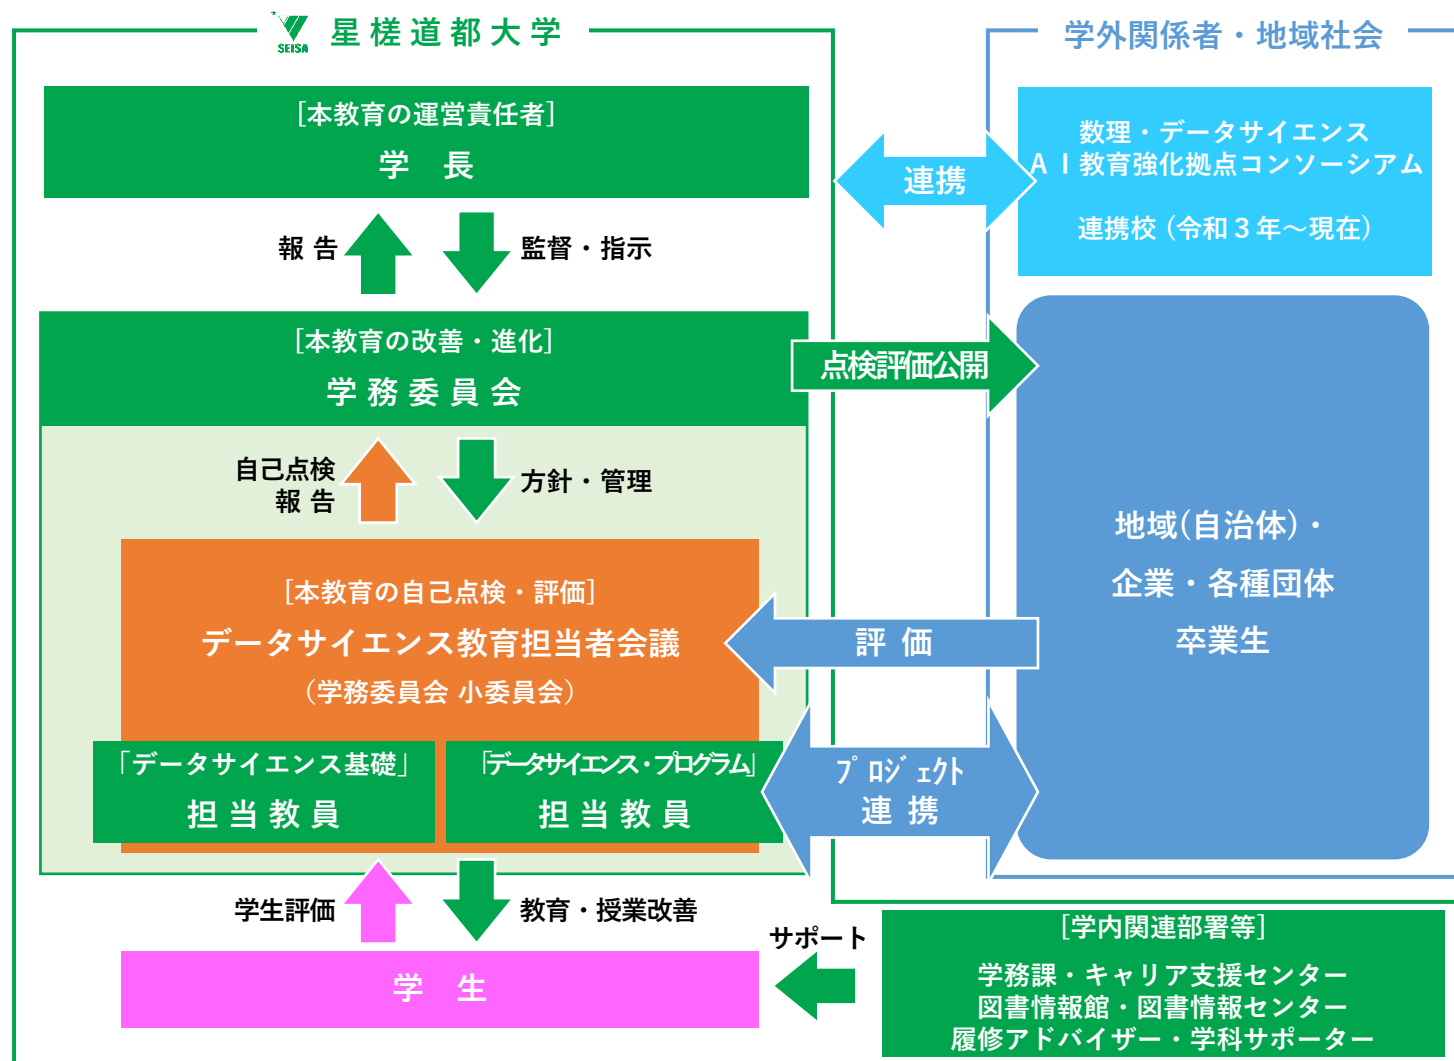 SEISA
星槎道都大学
学外関係者・地域社会
[本教育の運営責任者]
学 長
数理・データサイエンス
ＡＩ教育強化拠点コンソーシアム
連携校(令和３年～現在)
連携
報 告
監督・指示
[本教育の改善・進化]
学務委員会
点検評価公開
自己点検
報 告
方針・管理
地域(自治体)・
企業・各種団体
卒業生
[本教育の自己点検・評価]
データサイエンス教育担当者会議
（学務委員会 小委員会）
評 価
「データサイエンス基礎」
担当教員
「データサイエンス・プログラム」
担当教員
ﾌﾟﾛｼﾞｪｸﾄ
連 携
学生評価
教育・授業改善
サポート
学 生
[学内関連部署等]
学務課・キャリア支援センター
図書情報館・図書情報センター
履修アドバイザー・学科サポーター